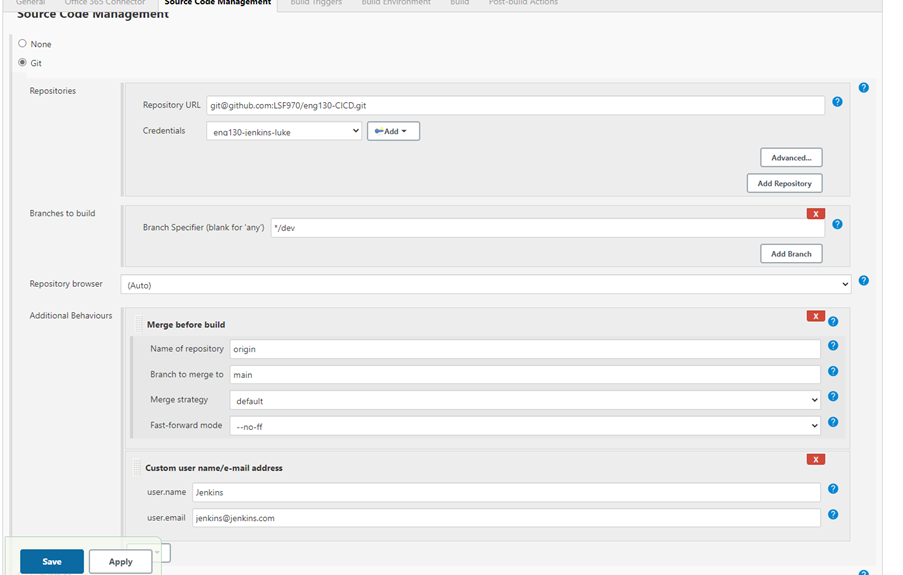 General Office 365 Connector Source Code Management Build Triggers Build Environment Build Post-build Actions
Source Code Management
None
Git
Repositories
?
Repository URL git@github.com:LSF970/eng130-CICD.git ?
Credentials eng130-jenkins-luke Add
Advanced...
Add Repository
Branches to build
X
Branch Specifier (blank for 'any') */dev ?
Add Branch
Repository browser (Auto) ?
Additional Behaviours
X
Merge before build ?
Name of repository origin ?
Branch to merge to main ?
Merge strategy default ?
Fast-forward mode --no-ff ?
X
Custom user name/e-mail address
user.name Jenkins ?
user.email jenkins@jenkins.com ?
Save Apply